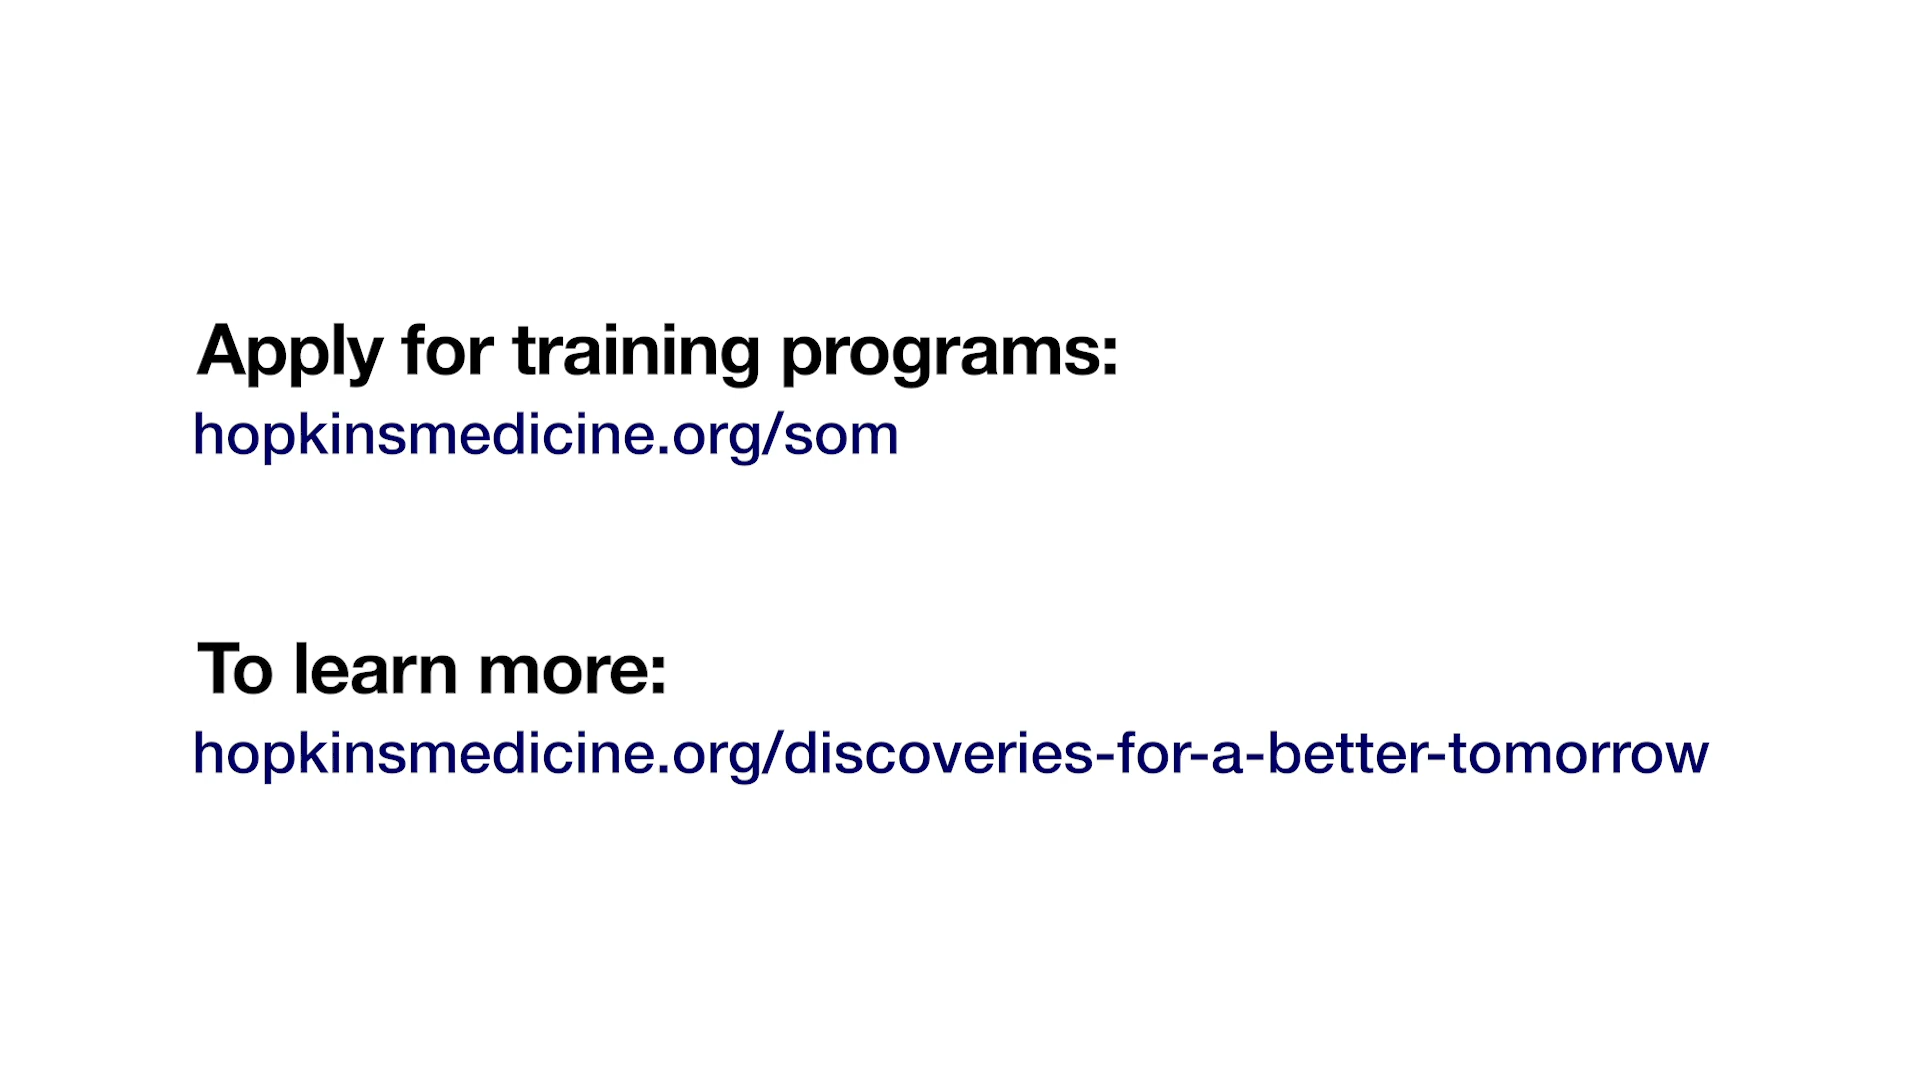 Apply for training programs:
hopkinsmedicine.org/som
To learn more:
hopkinsmedicine.org/discoveries-for-a-better-tomorrow